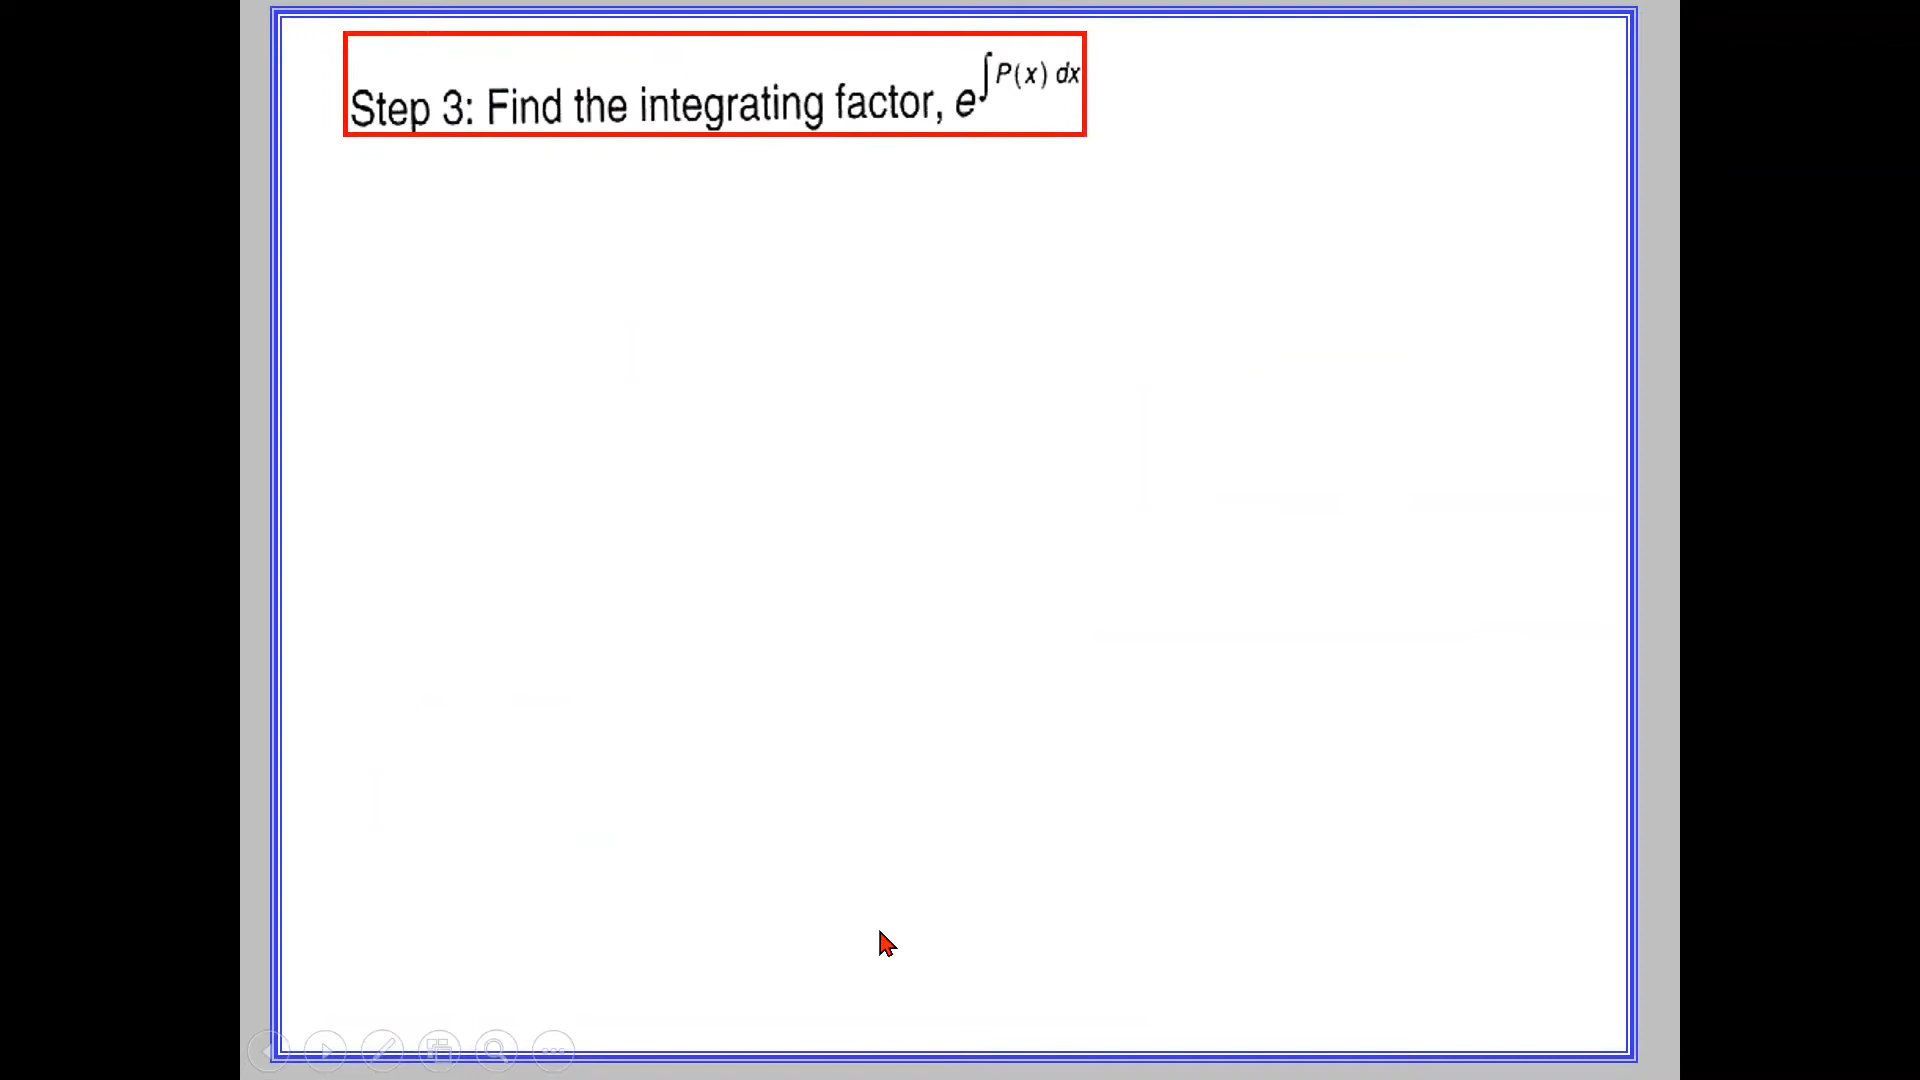 Step 3: Find the integrating factor, e^{∫P(x) dx}